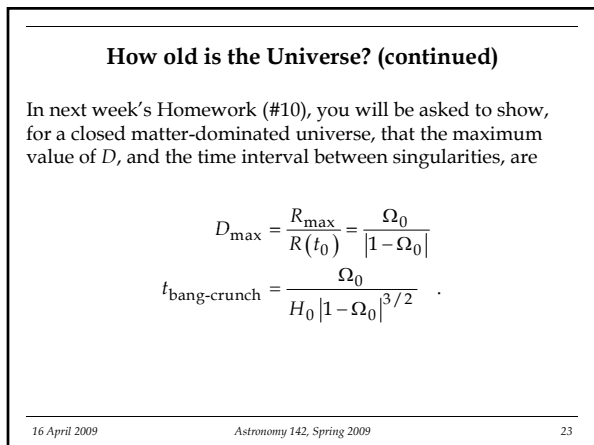 How old is the Universe? (continued)
In next week's Homework (#10), you will be asked to show,
for a closed matter-dominated universe, that the maximum
value of D, and the time interval between singularities, are
D_max = R_max / R(t_0) = Ω_0 / |1 − Ω_0|
t_bang-crunch = Ω_0 / H_0 |1 − Ω_0|^{3/2} .
16 April 2009 Astronomy 142, Spring 2009 23